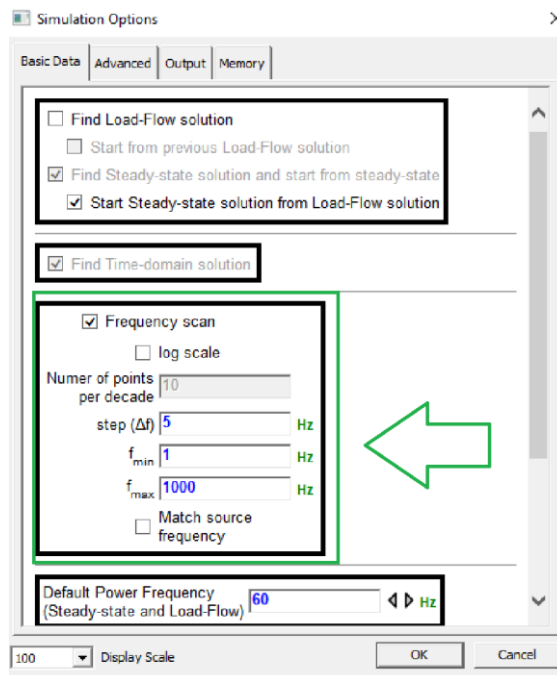 Simulation Options
Basic Data Advanced Output Memory
Find Load-Flow solution
Start from previous Load-Flow solution
Find Steady-state solution and start from steady-state
Start Steady-state solution from Load-Flow solution
Find Time-domain solution
Frequency scan
log scale
Numer of points
per decade 10
step (Δf) 5 Hz
fmin 1 Hz
fmax 1000 Hz
Match source
frequency
Default Power Frequency
(Steady-state and Load-Flow) 60 Hz
100 Display Scale OK Cancel